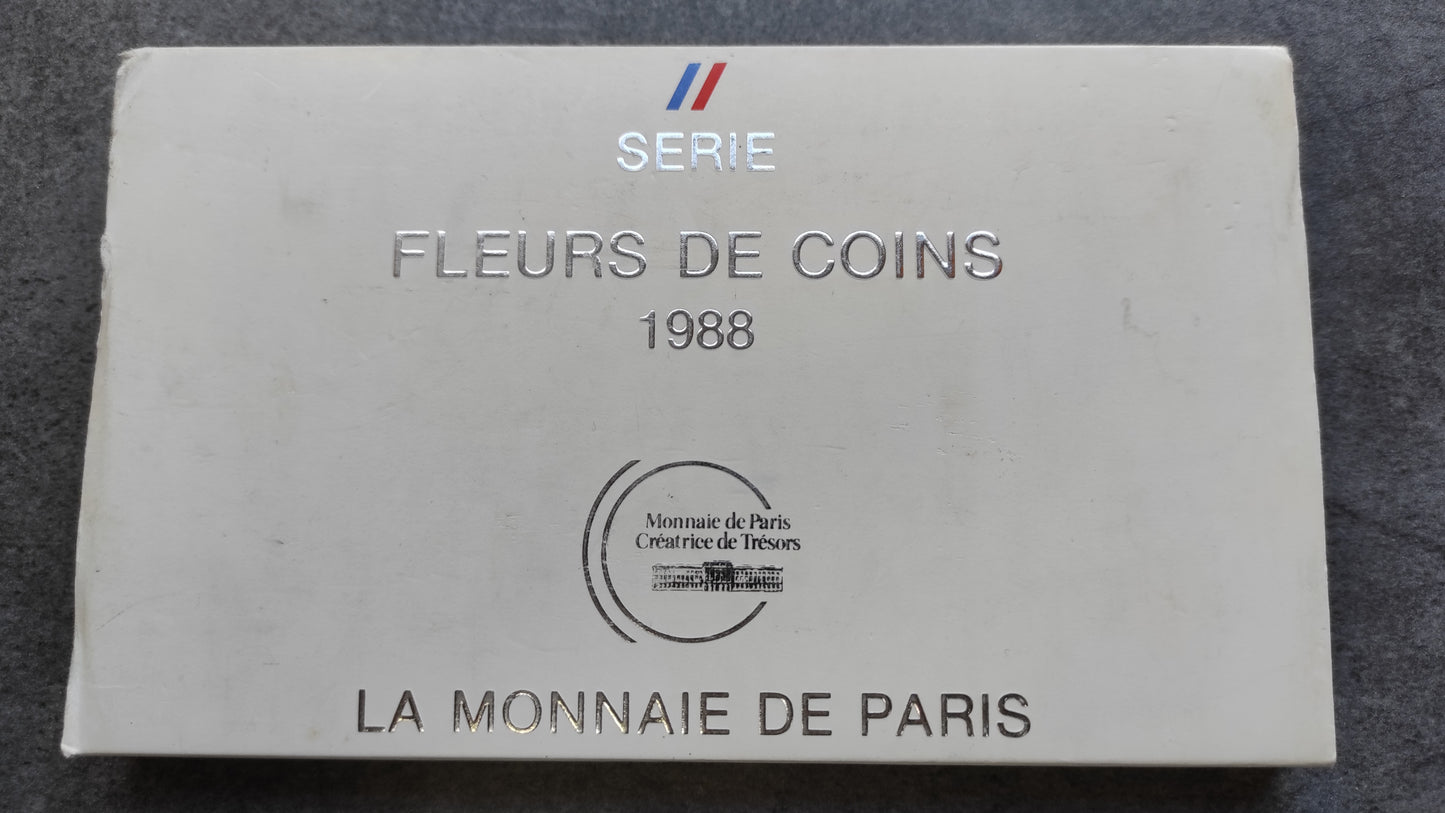 SERIE
FLEURS DE COINS
1988
Monnaie de Paris
Créatrice de Trésors
LA MONNAIE DE PARIS